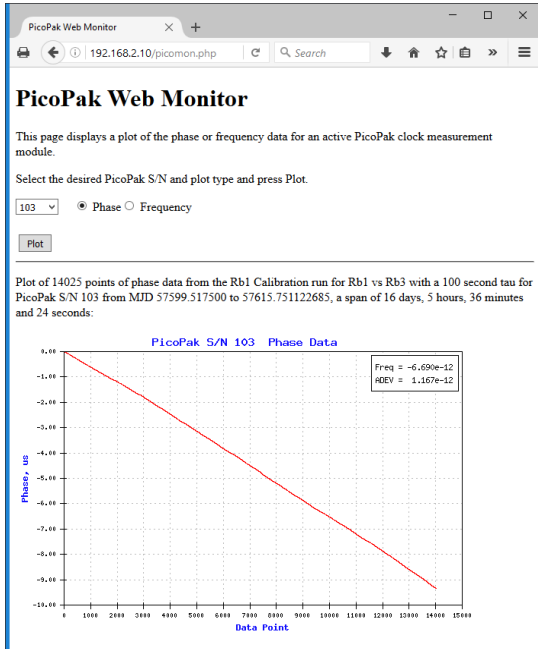 PicoPak Web Monitor
192.168.2.10/picomon.php
Search
PicoPak Web Monitor
This page displays a plot of the phase or frequency data for an active PicoPak clock measurement
module.
Select the desired PicoPak S/N and plot type and press Plot.
103 Phase Frequency
Plot
Plot of 14025 points of phase data from the Rb1 Calibration run for Rb1 vs Rb3 with a 100 second tau for
PicoPak S/N 103 from MJD 57599.517500 to 57615.751122685, a span of 16 days, 5 hours, 36 minutes
and 24 seconds:
PicoPak S/N 103 Phase Data
Freq = -6.690e-12
ADEV = 1.167e-12
Phase, us
0.00
-1.00
-2.00
-3.00
-4.00
-5.00
-6.00
-7.00
-8.00
-9.00
-10.00
0 1000 2000 3000 4000 5000 6000 7000 8000 9000 10000 11000 12000 13000 14000 15000
Data Point